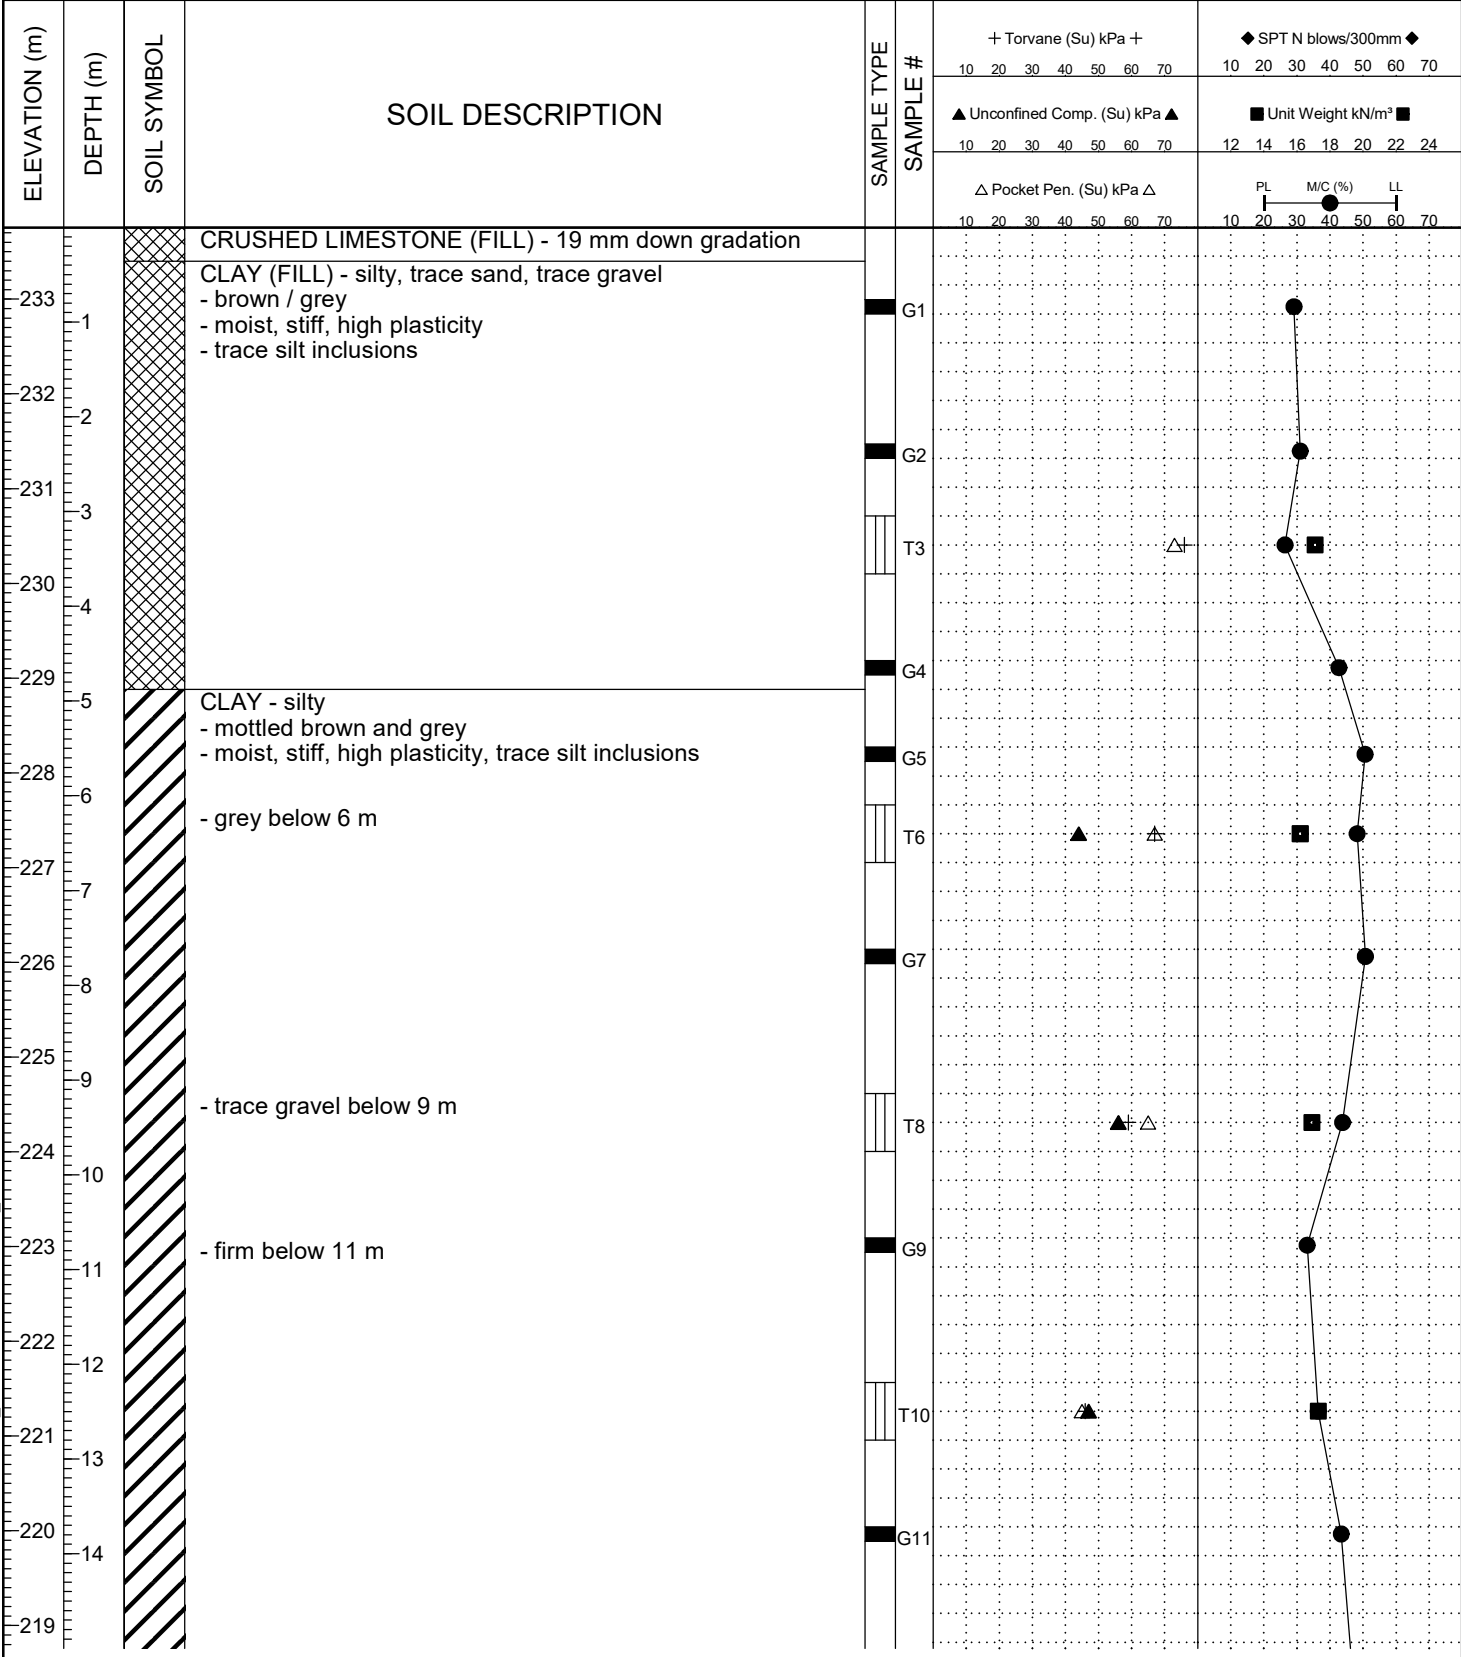 ELEVATION (m)
DEPTH (m)
SOIL SYMBOL
SOIL DESCRIPTION
SAMPLE TYPE
SAMPLE #
Torvane (Su) kPa
10 20 30 40 50 60 70
Unconfined Comp. (Su) kPa
10 20 30 40 50 60 70
Pocket Pen. (Su) kPa
10 20 30 40 50 60 70
SPT N blows/300mm
10 20 30 40 50 60 70
Unit Weight kN/m³
12 14 16 18 20 22 24
PL M/C (%) LL
10 20 30 40 50 60 70
CRUSHED LIMESTONE (FILL) - 19 mm down gradation
CLAY (FILL) - silty, trace sand, trace gravel
- brown / grey
- moist, stiff, high plasticity
- trace silt inclusions
CLAY - silty
- mottled brown and grey
- moist, stiff, high plasticity, trace silt inclusions
- grey below 6 m
- trace gravel below 9 m
- firm below 11 m
233
232
231
230
229
228
227
226
225
224
223
222
221
220
219
1
2
3
4
5
6
7
8
9
10
11
12
13
14
G1
G2
T3
G4
G5
T6
G7
T8
G9
T10
G11